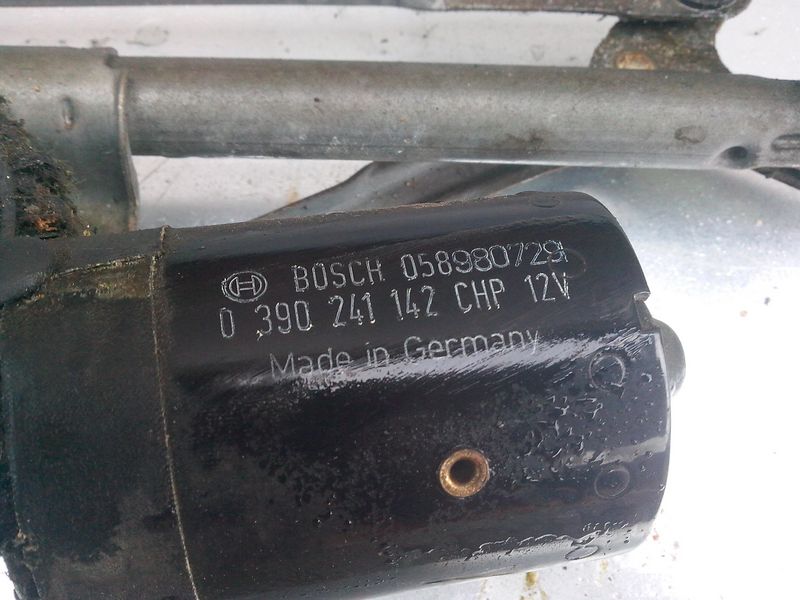 BOSCH 058980729
0 390 241 142 CHP 12V
Made in Germany